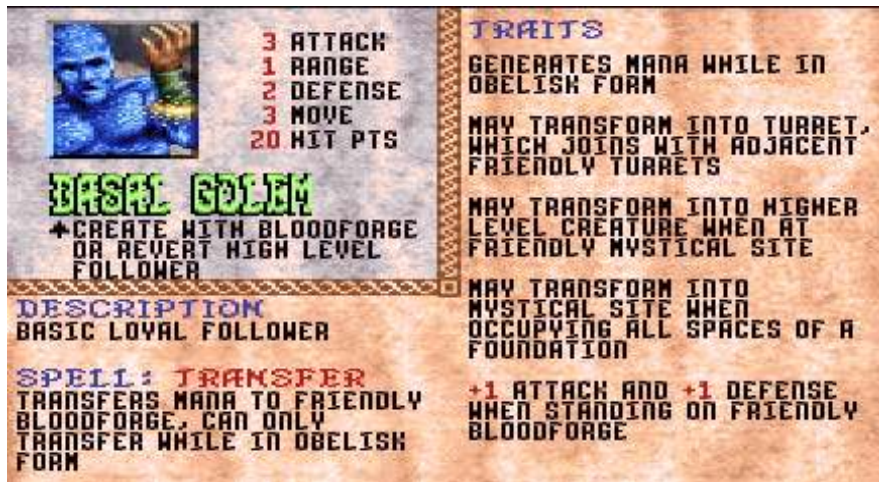 3 ATTACK
1 RANGE
2 DEFENSE
3 MOVE
20 HIT PTS
BASAL GOLEM
CREATE WITH BLOODFORGE
OR REVERT HIGH LEVEL
FOLLOWER
DESCRIPTION
BASIC LOYAL FOLLOWER
SPELL: TRANSFER
TRANSFERS MANA TO FRIENDLY
BLOODFORGE, CAN ONLY
TRANSFER WHILE IN OBELISK
FORM
TRAITS
GENERATES MANA WHILE IN
OBELISK FORM
MAY TRANSFORM INTO TURRET,
WHICH JOINS WITH ADJACENT
FRIENDLY TURRETS
MAY TRANSFORM INTO HIGHER
LEVEL CREATURE WHEN AT
FRIENDLY MYSTICAL SITE
MAY TRANSFORM INTO
MYSTICAL SITE WHEN
OCCUPYING ALL SPACES OF A
FOUNDATION
+1 ATTACK AND +1 DEFENSE
WHEN STANDING ON FRIENDLY
BLOODFORGE